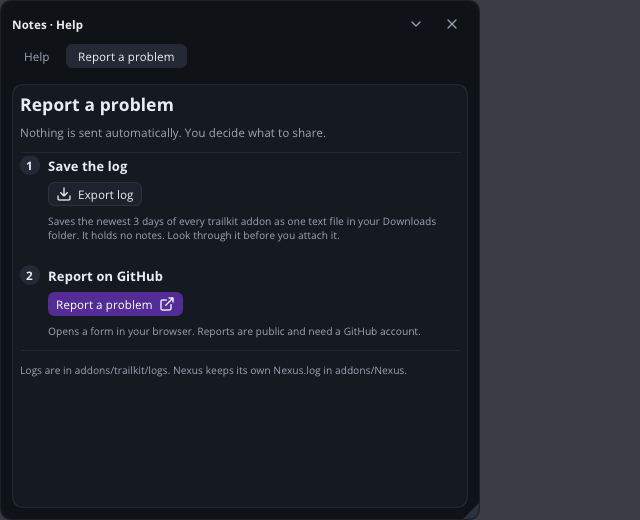 Notes · Help
Help
Report a problem
Report a problem
Nothing is sent automatically. You decide what to share.
1
Save the log
Export log
Saves the newest 3 days of every trailkit addon as one text file in your Downloads
folder. It holds no notes. Look through it before you attach it.
2
Report on GitHub
Report a problem
Opens a form in your browser. Reports are public and need a GitHub account.
Logs are in addons/trailkit/logs. Nexus keeps its own Nexus.log in addons/Nexus.